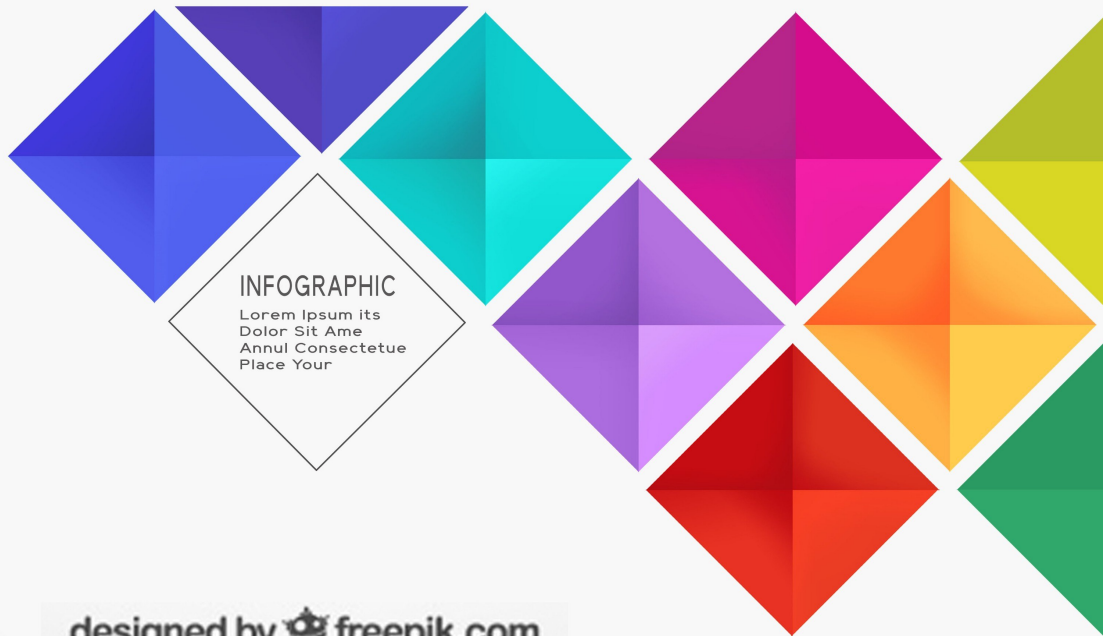 INFOGRAPHIC
Lorem Ipsum its
Dolor Sit Ame
Annul Consectetue
Place Your
designed by freepik.com